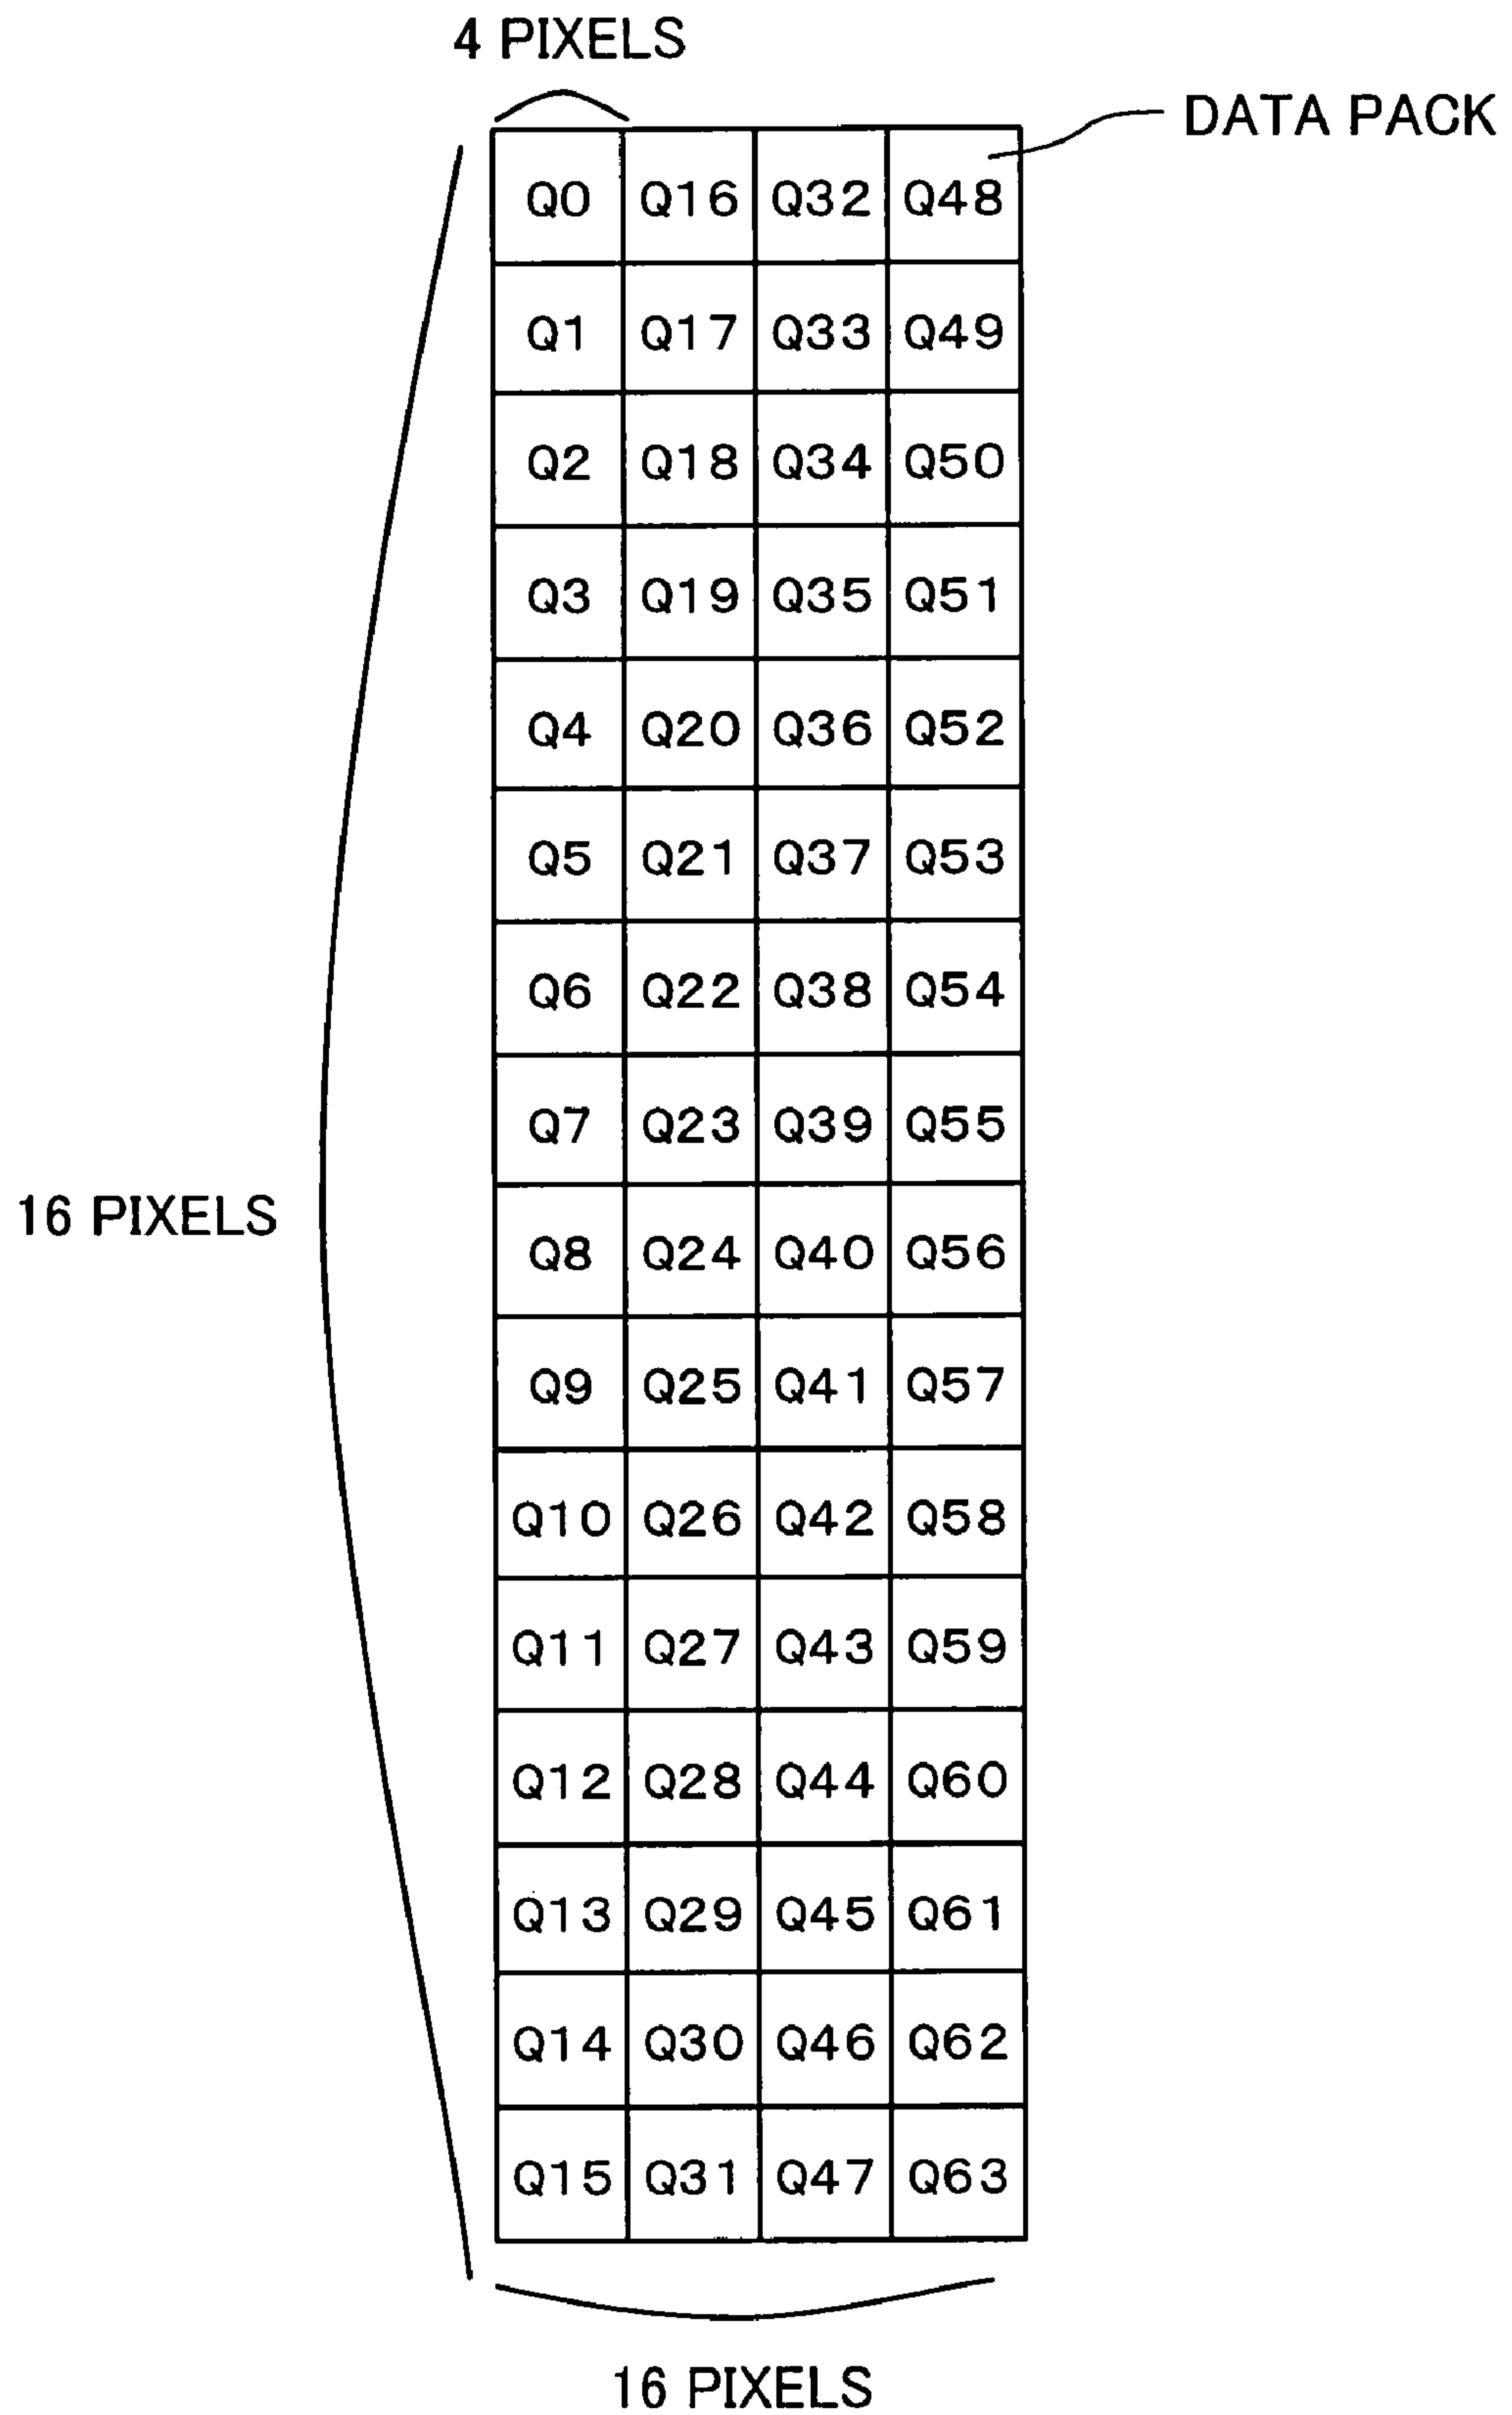 4 PIXELS
DATA PACK
Q0 Q16 Q32 Q48
Q1 Q17 Q33 Q49
Q2 Q18 Q34 Q50
Q3 Q19 Q35 Q51
Q4 Q20 Q36 Q52
Q5 Q21 Q37 Q53
Q6 Q22 Q38 Q54
Q7 Q23 Q39 Q55
16 PIXELS
Q8 Q24 Q40 Q56
Q9 Q25 Q41 Q57
Q10 Q26 Q42 Q58
Q11 Q27 Q43 Q59
Q12 Q28 Q44 Q60
Q13 Q29 Q45 Q61
Q14 Q30 Q46 Q62
Q15 Q31 Q47 Q63
16 PIXELS